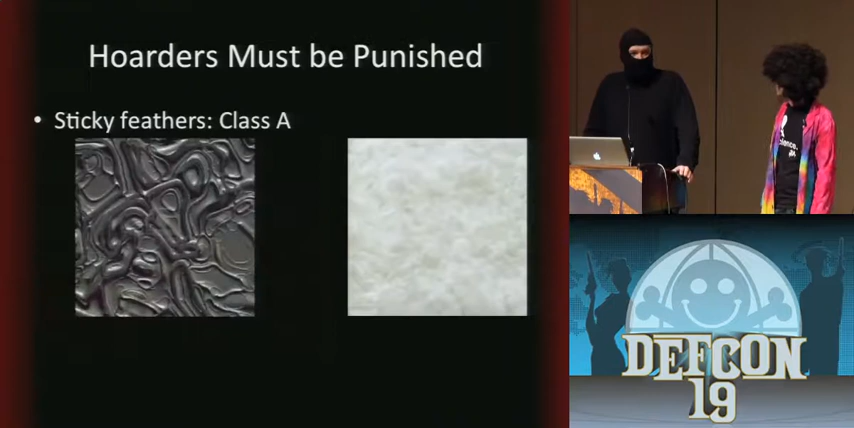 Hoarders Must be Punished
• Sticky feathers: Class A
DEFCON
19